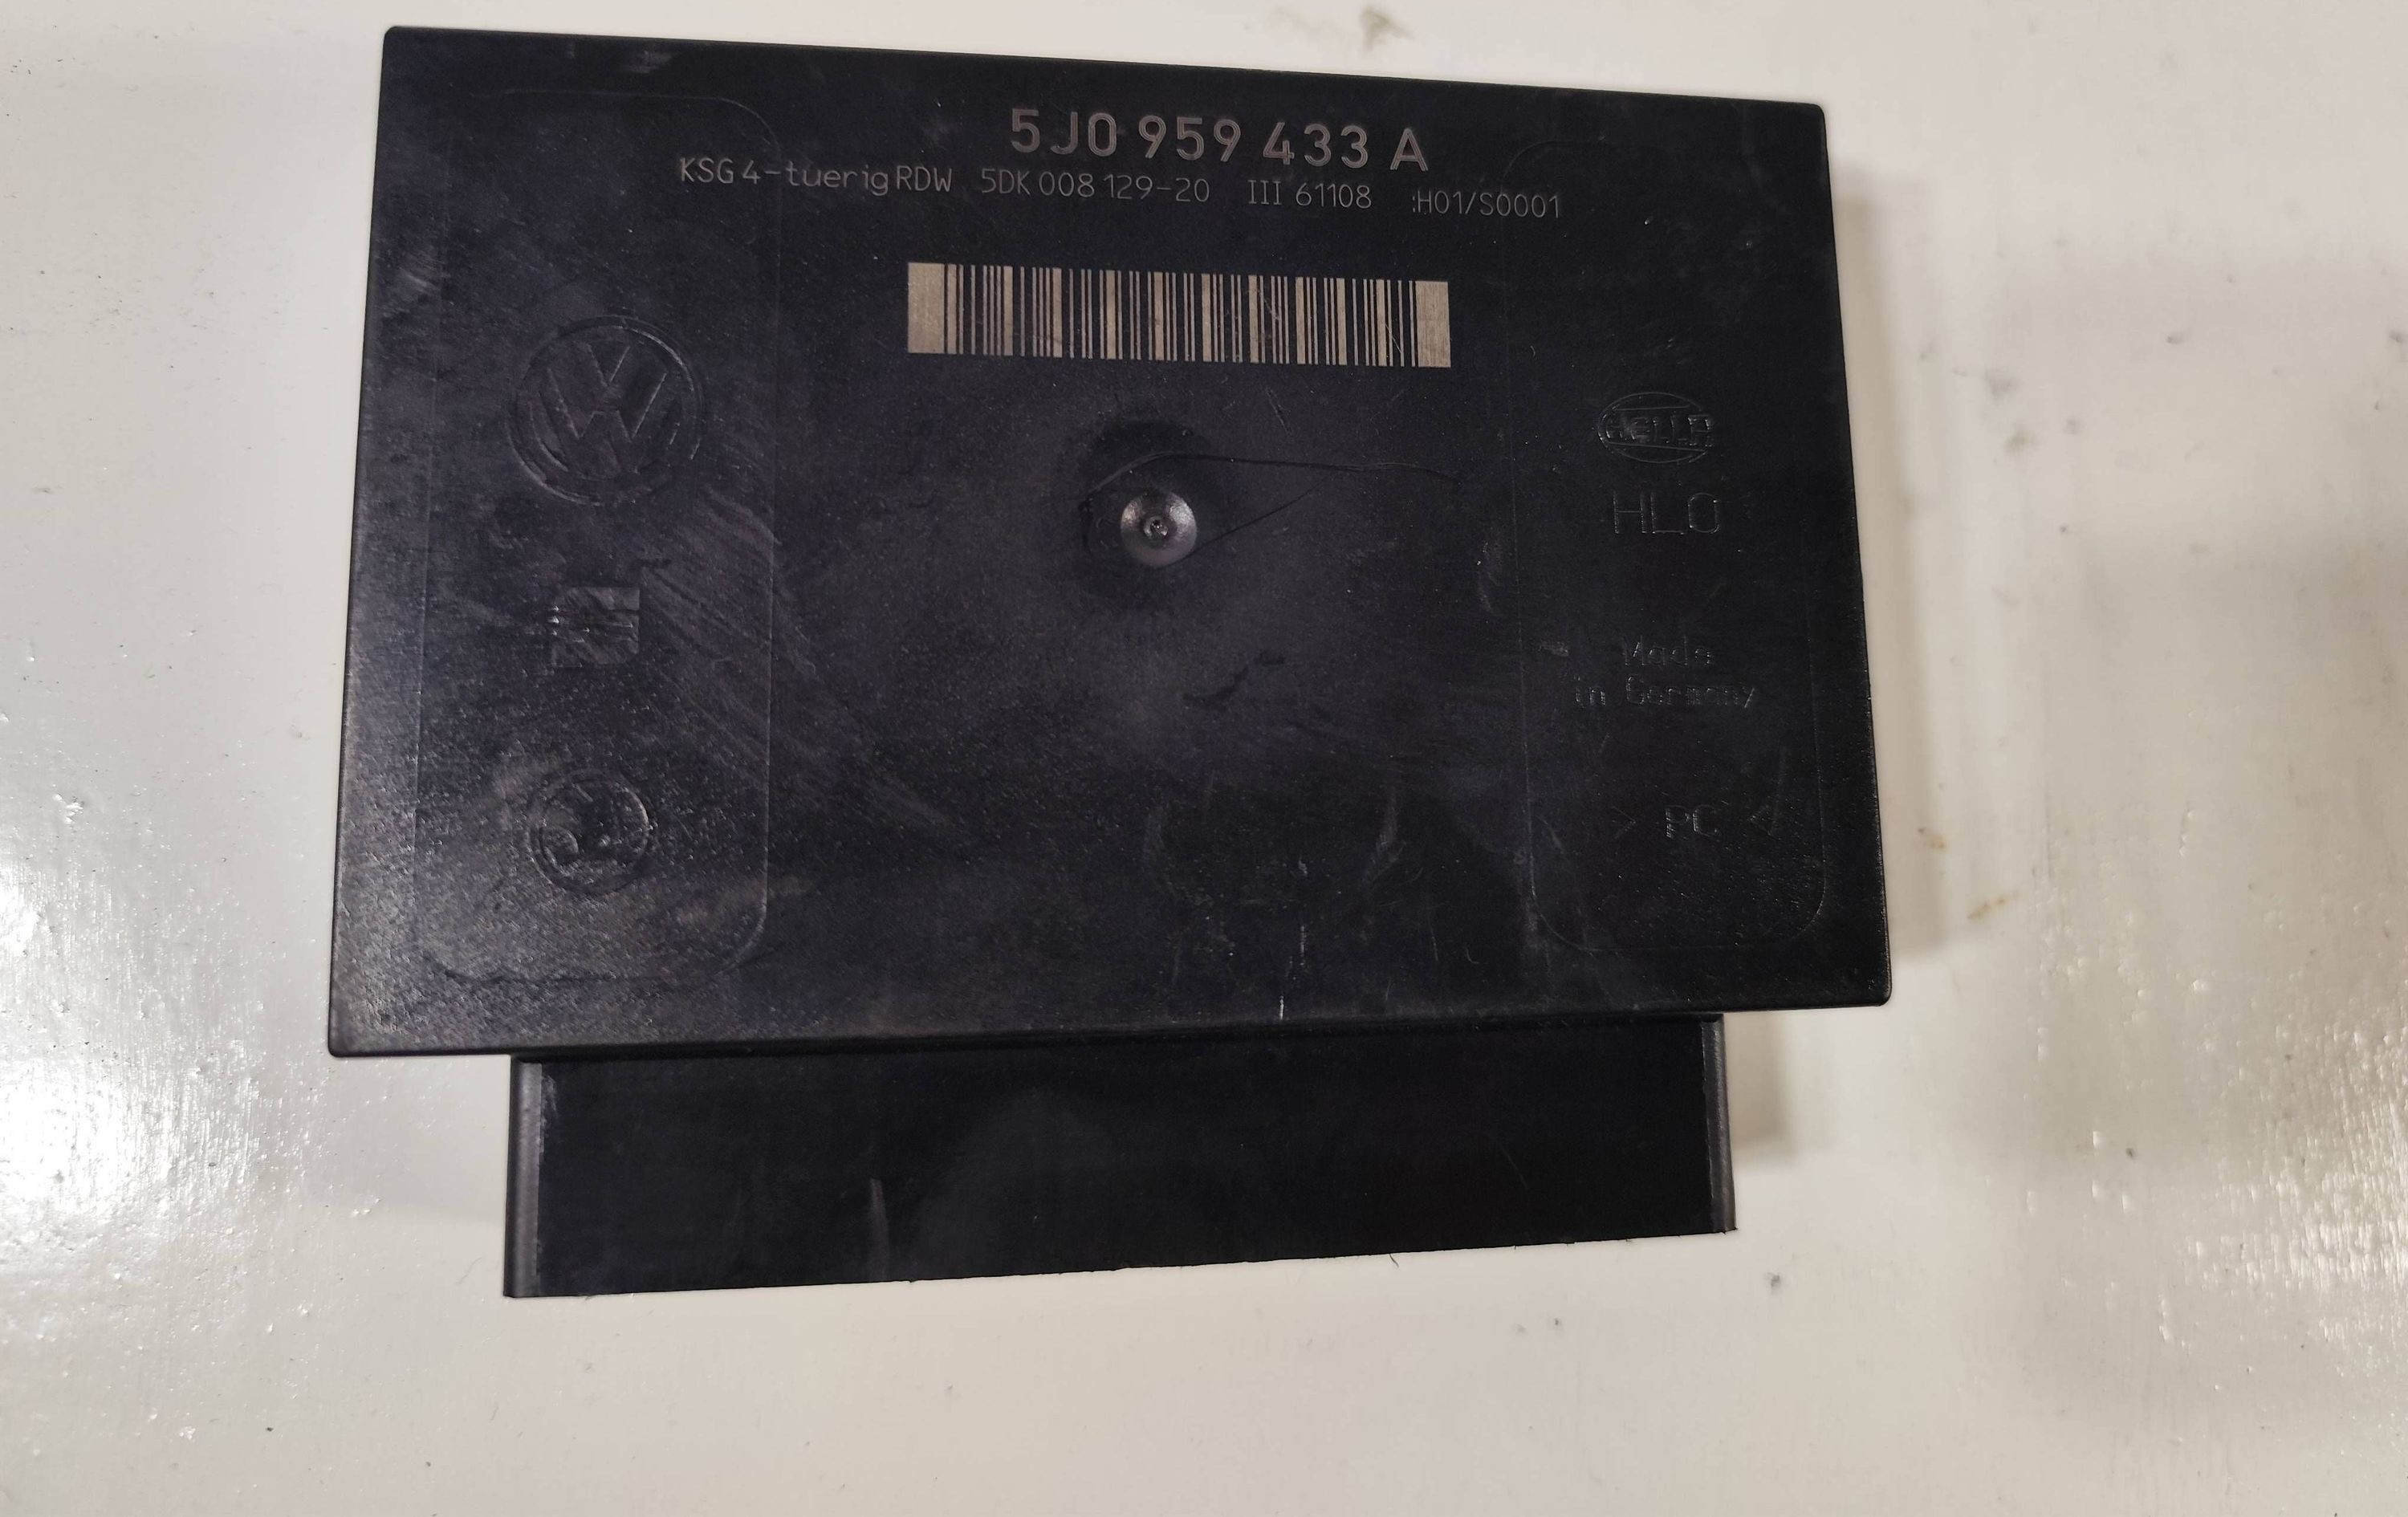 5J0 959 433 A
KSG 4-tuerig RDW 5DK 008 129-20 III 61108 :H01/S0001
HELLA
HLO
Made
in Germany
> PC <